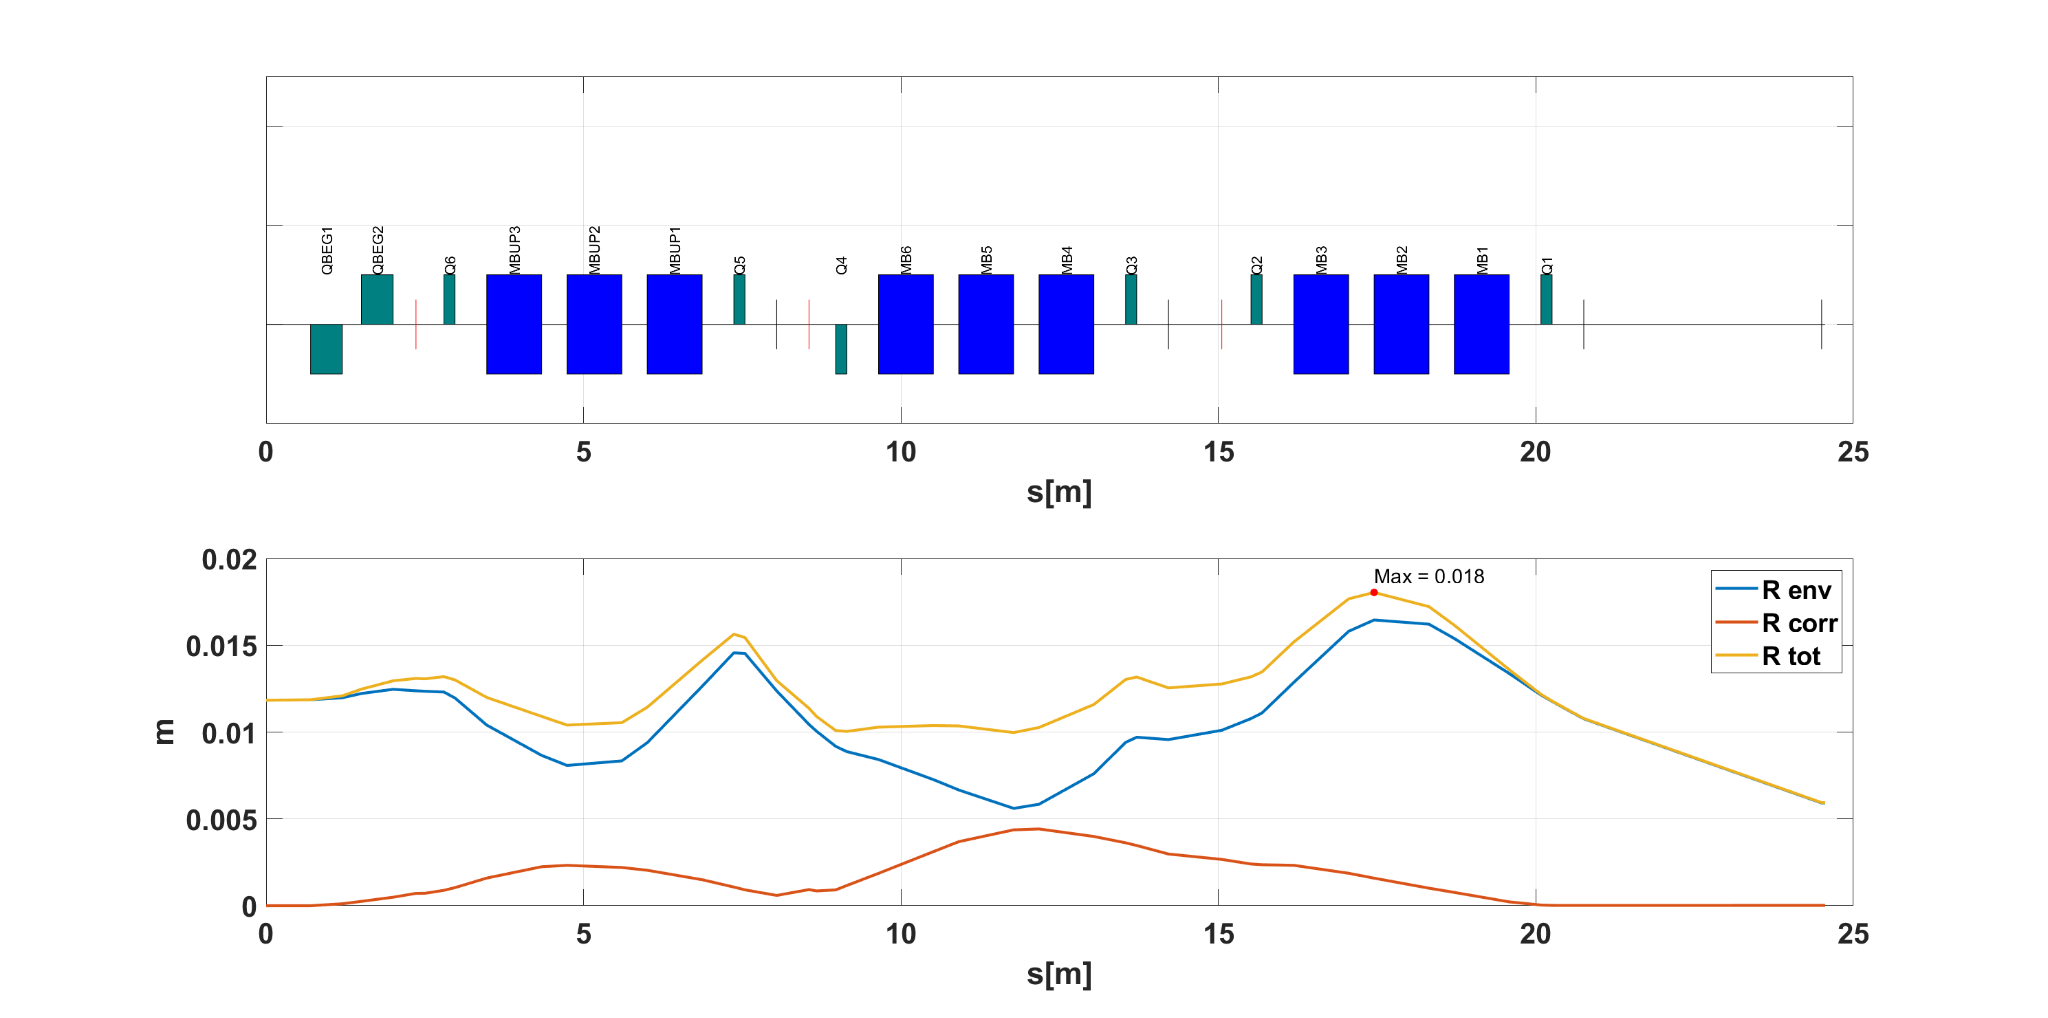 QBEG1 QBEG2 Q6 MBUP3 MBUP2 MBUP1 Q5 Q4 MB6 MB5 MB4 Q3 Q2 MB3 MB2 MB1 Q1
0 5 10 15 20 25
s[m]
0.02
Max = 0.018
R env
R corr
R tot
0.015
0.01
m
0.005
0
0 5 10 15 20 25
s[m]